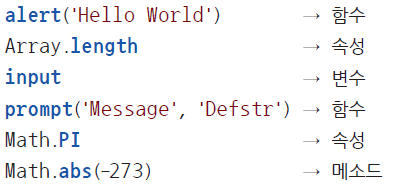 alert('Hello World') → 함수
Array.length → 속성
input → 변수
prompt('Message', 'Defstr') → 함수
Math.PI → 속성
Math.abs(-273) → 메소드